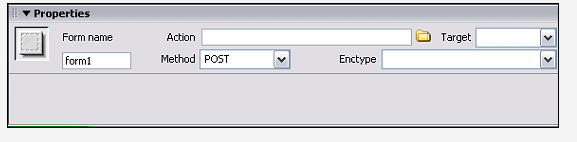 Properties
Form name Action Target
form1 Method POST Enctype